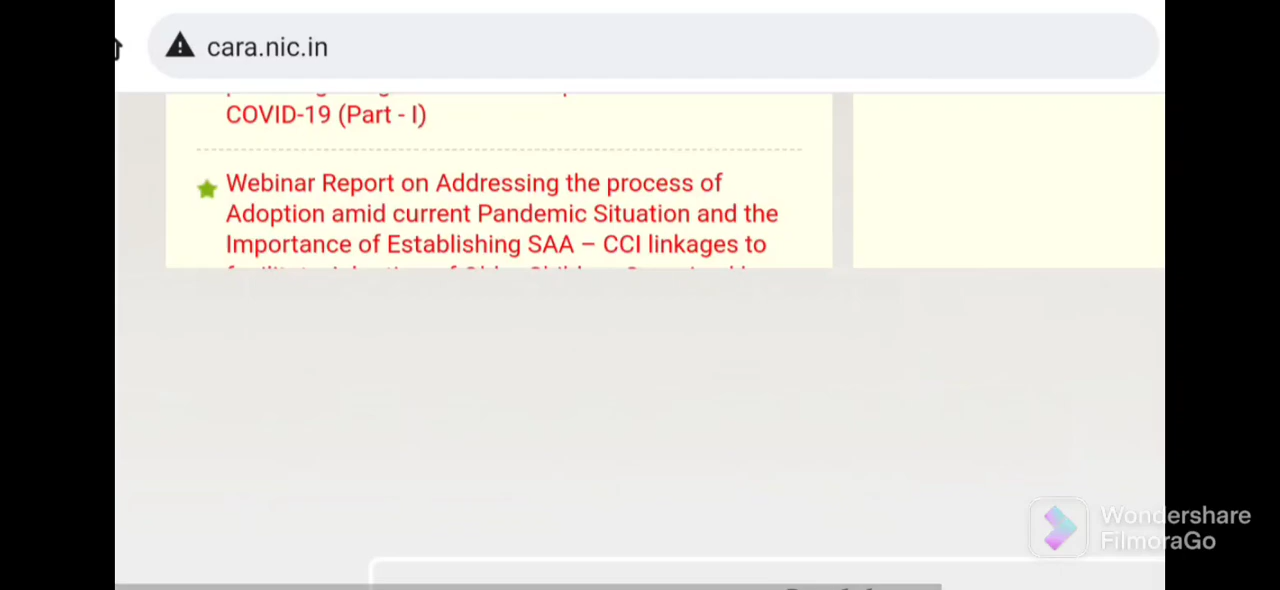 cara.nic.in
COVID-19 (Part - I)
Webinar Report on Addressing the process of
Adoption amid current Pandemic Situation and the
Importance of Establishing SAA – CCI linkages to
Wondershare
FilmoraGo